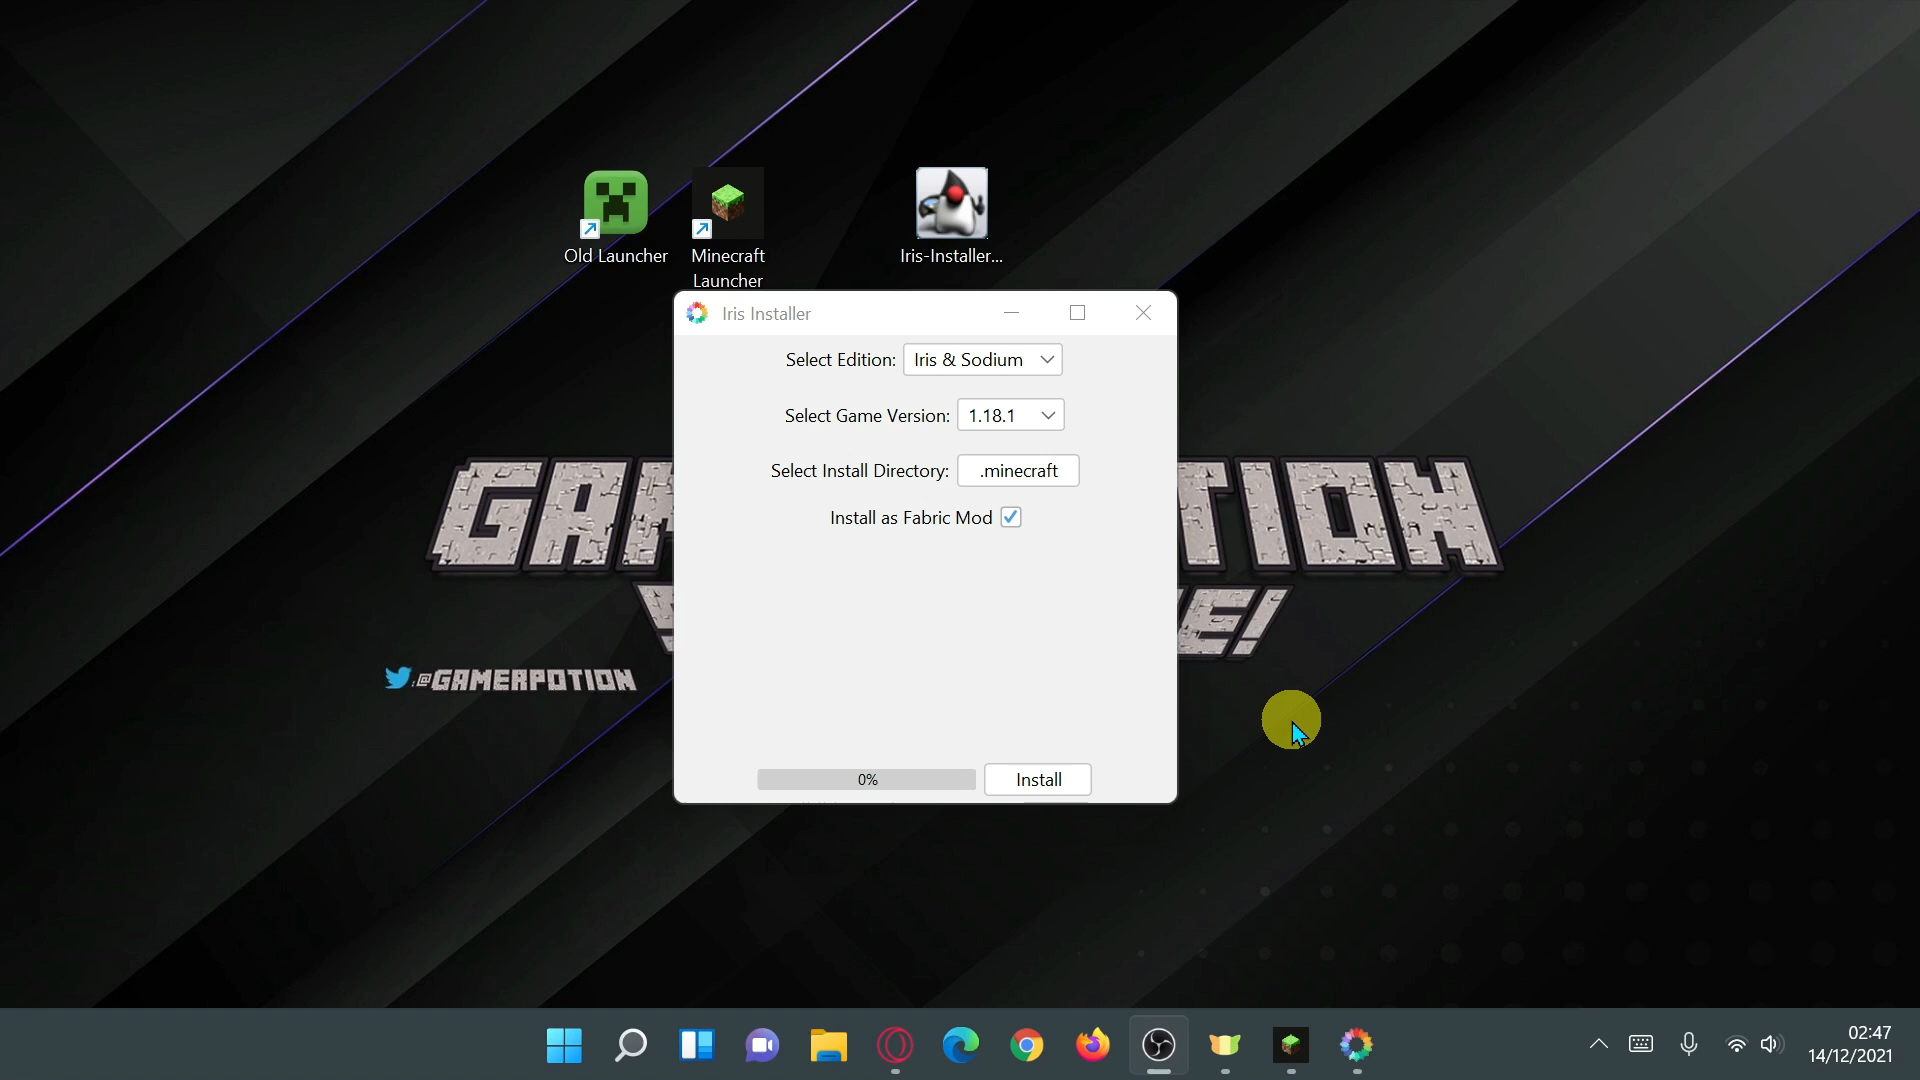 Old Launcher
Minecraft
Launcher
Iris-Installer...
Iris Installer
Select Edition: Iris & Sodium
Select Game Version: 1.18.1
Select Install Directory: .minecraft
Install as Fabric Mod
:@GAMERPOTION
0% Install
02:47
14/12/2021